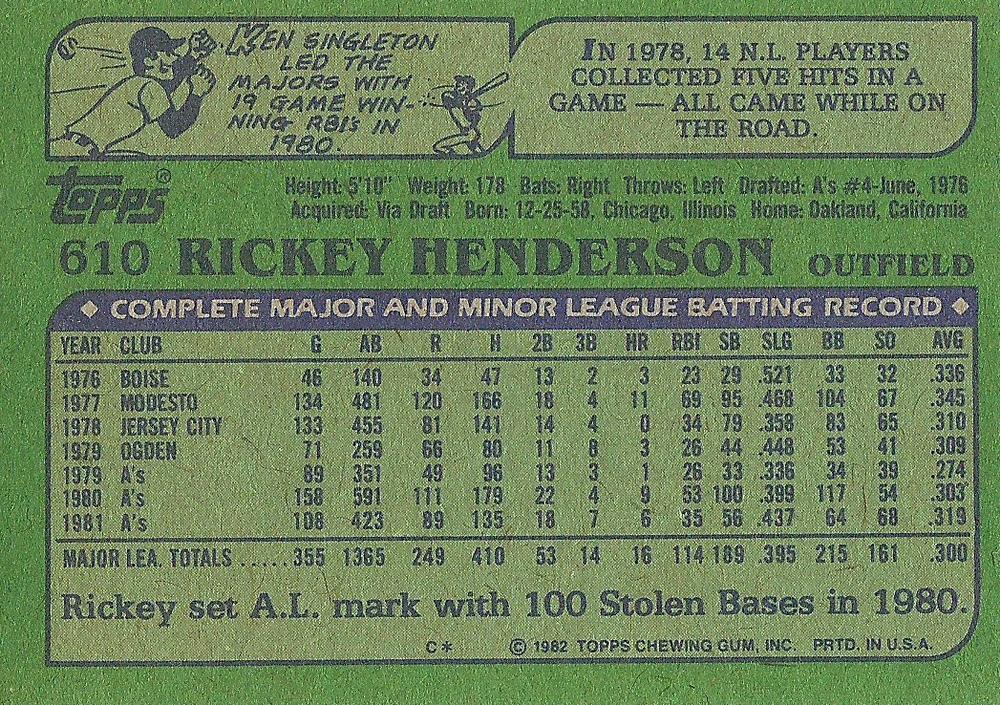 KEN SINGLETON
LED THE
MAJORS WITH
19 GAME WIN-
NING RBI's IN
1980.
IN 1978, 14 N.L. PLAYERS
COLLECTED FIVE HITS IN A
GAME — ALL CAME WHILE ON
THE ROAD.
topps®
Height: 5'10" Weight: 178 Bats: Right Throws: Left Drafted: A's #4-June, 1976
Acquired: Via Draft Born: 12-25-58, Chicago, Illinois Home: Oakland, California
610 RICKEY HENDERSON OUTFIELD
◆ COMPLETE MAJOR AND MINOR LEAGUE BATTING RECORD ◆
YEAR CLUB G AB R H 2B 3B HR RBI SB SLG BB SO AVG
1976 BOISE 46 140 34 47 13 2 3 23 29 .521 33 32 .336
1977 MODESTO 134 481 120 166 18 4 11 69 95 .468 104 67 .345
1978 JERSEY CITY 133 455 81 141 14 4 0 34 79 .358 83 65 .310
1979 OGDEN 71 259 66 80 11 8 3 26 44 .448 53 41 .309
1979 A's 89 351 49 96 13 3 1 26 33 .336 34 39 .274
1980 A's 158 591 111 179 22 4 9 53 100 .399 117 54 .303
1981 A's 108 423 89 135 18 7 6 35 56 .437 64 68 .319
MAJOR LEA. TOTALS .....355 1365 249 410 53 14 16 114 189 .395 215 161 .300
Rickey set A.L. mark with 100 Stolen Bases in 1980.
C* © 1982 TOPPS CHEWING GUM, INC. PRTD. IN U.S.A.